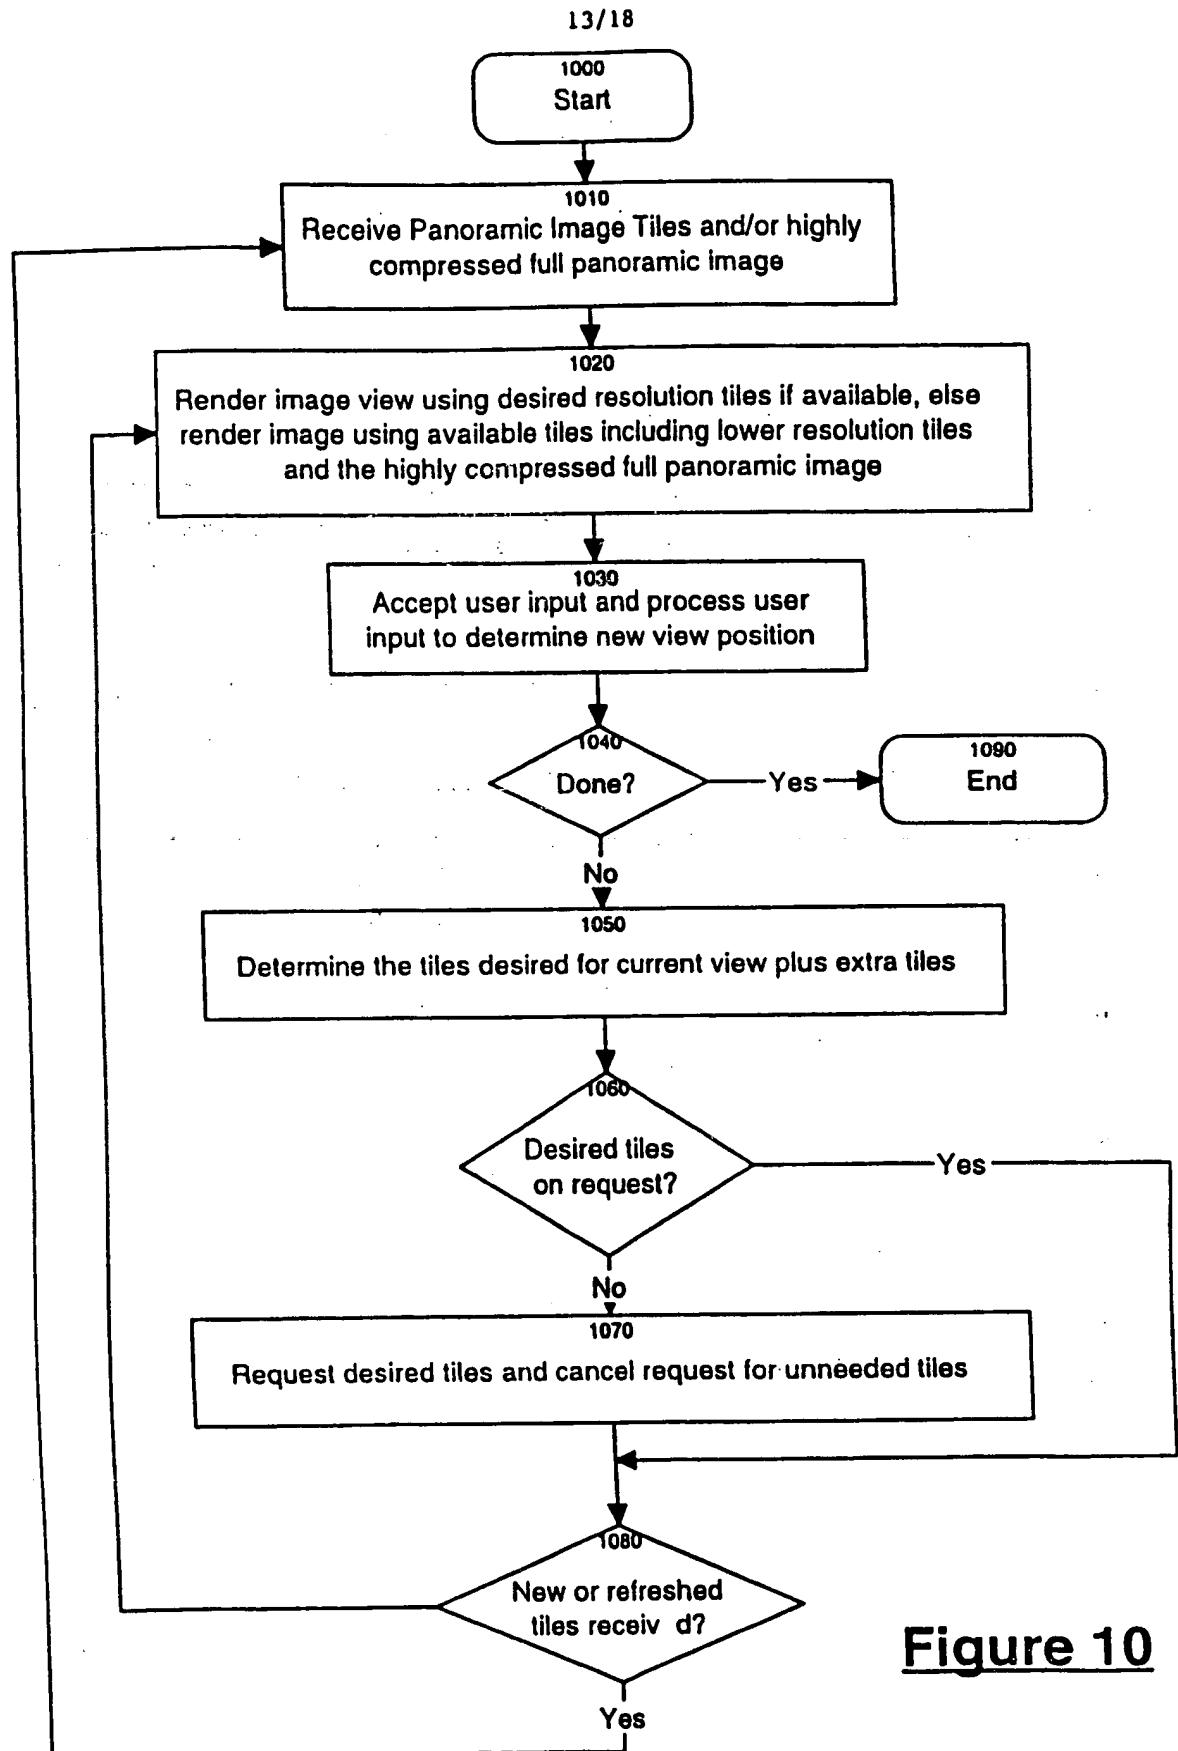 13/18
1000
Start
1010
Receive Panoramic Image Tiles and/or highly
compressed full panoramic image
1020
Render image view using desired resolution tiles if available, else
render image using available tiles including lower resolution tiles
and the highly compressed full panoramic image
1030
Accept user input and process user
input to determine new view position
1040
Done?
Yes
1090
End
No
1050
Determine the tiles desired for current view plus extra tiles
1060
Desired tiles
on request?
Yes
No
1070
Request desired tiles and cancel request for unneeded tiles
1080
New or refreshed
tiles receiv d?
Figure 10
Yes